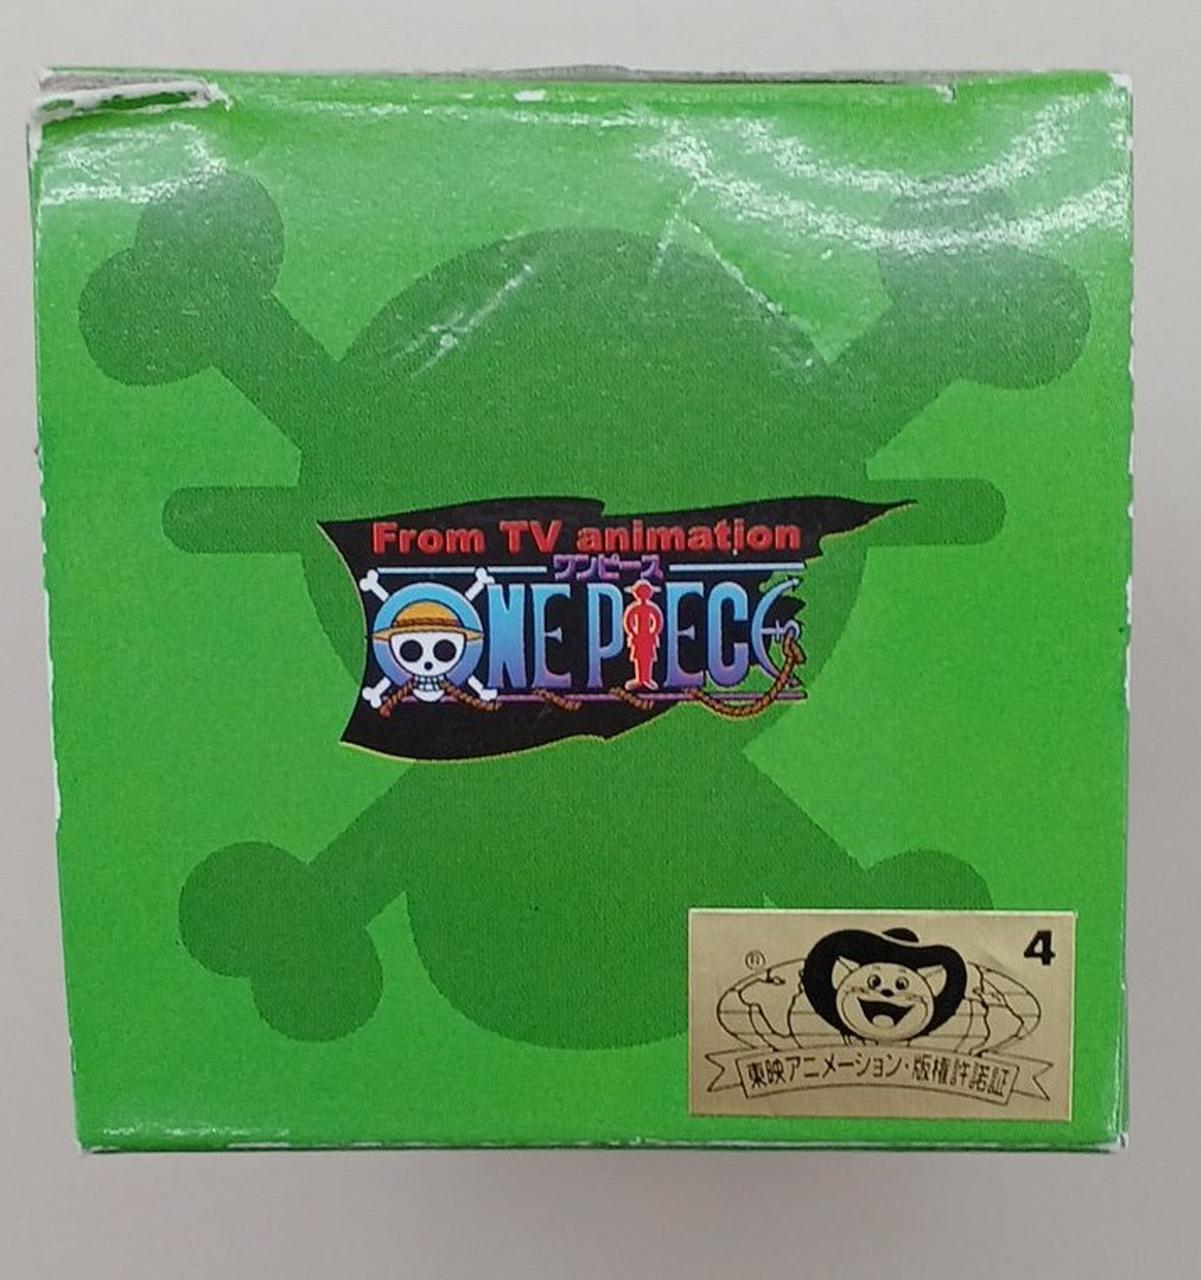 From TV animation
ワンピース
ONE PIECE
4
®
東映アニメーション・版権許諾証